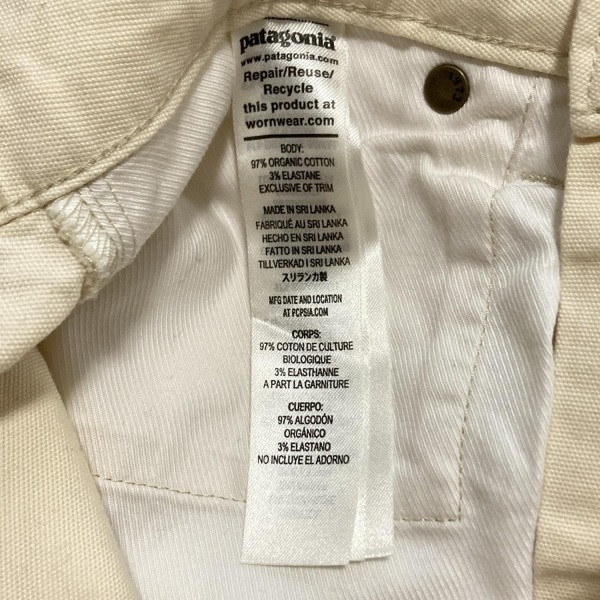 patagonia
www.patagonia.com
Repair/Reuse/
Recycle
this product at
wornwear.com
BODY:
97% ORGANIC COTTON
3% ELASTANE
EXCLUSIVE OF TRIM
MADE IN SRI LANKA
FABRIQUÉ AU SRI LANKA
HECHO EN SRI LANKA
FATTO IN SRI LANKA
TILLVERKAD I SRI LANKA
スリランカ製
MFG DATE AND LOCATION
AT PCPSIA.COM
CORPS:
97% COTON DE CULTURE
BIOLOGIQUE
3% ELASTHANNE
A PART LA GARNITURE
CUERPO:
97% ALGODÓN
ORGÁNICO
3% ELASTANO
NO INCLUYE EL ADORNO
1973